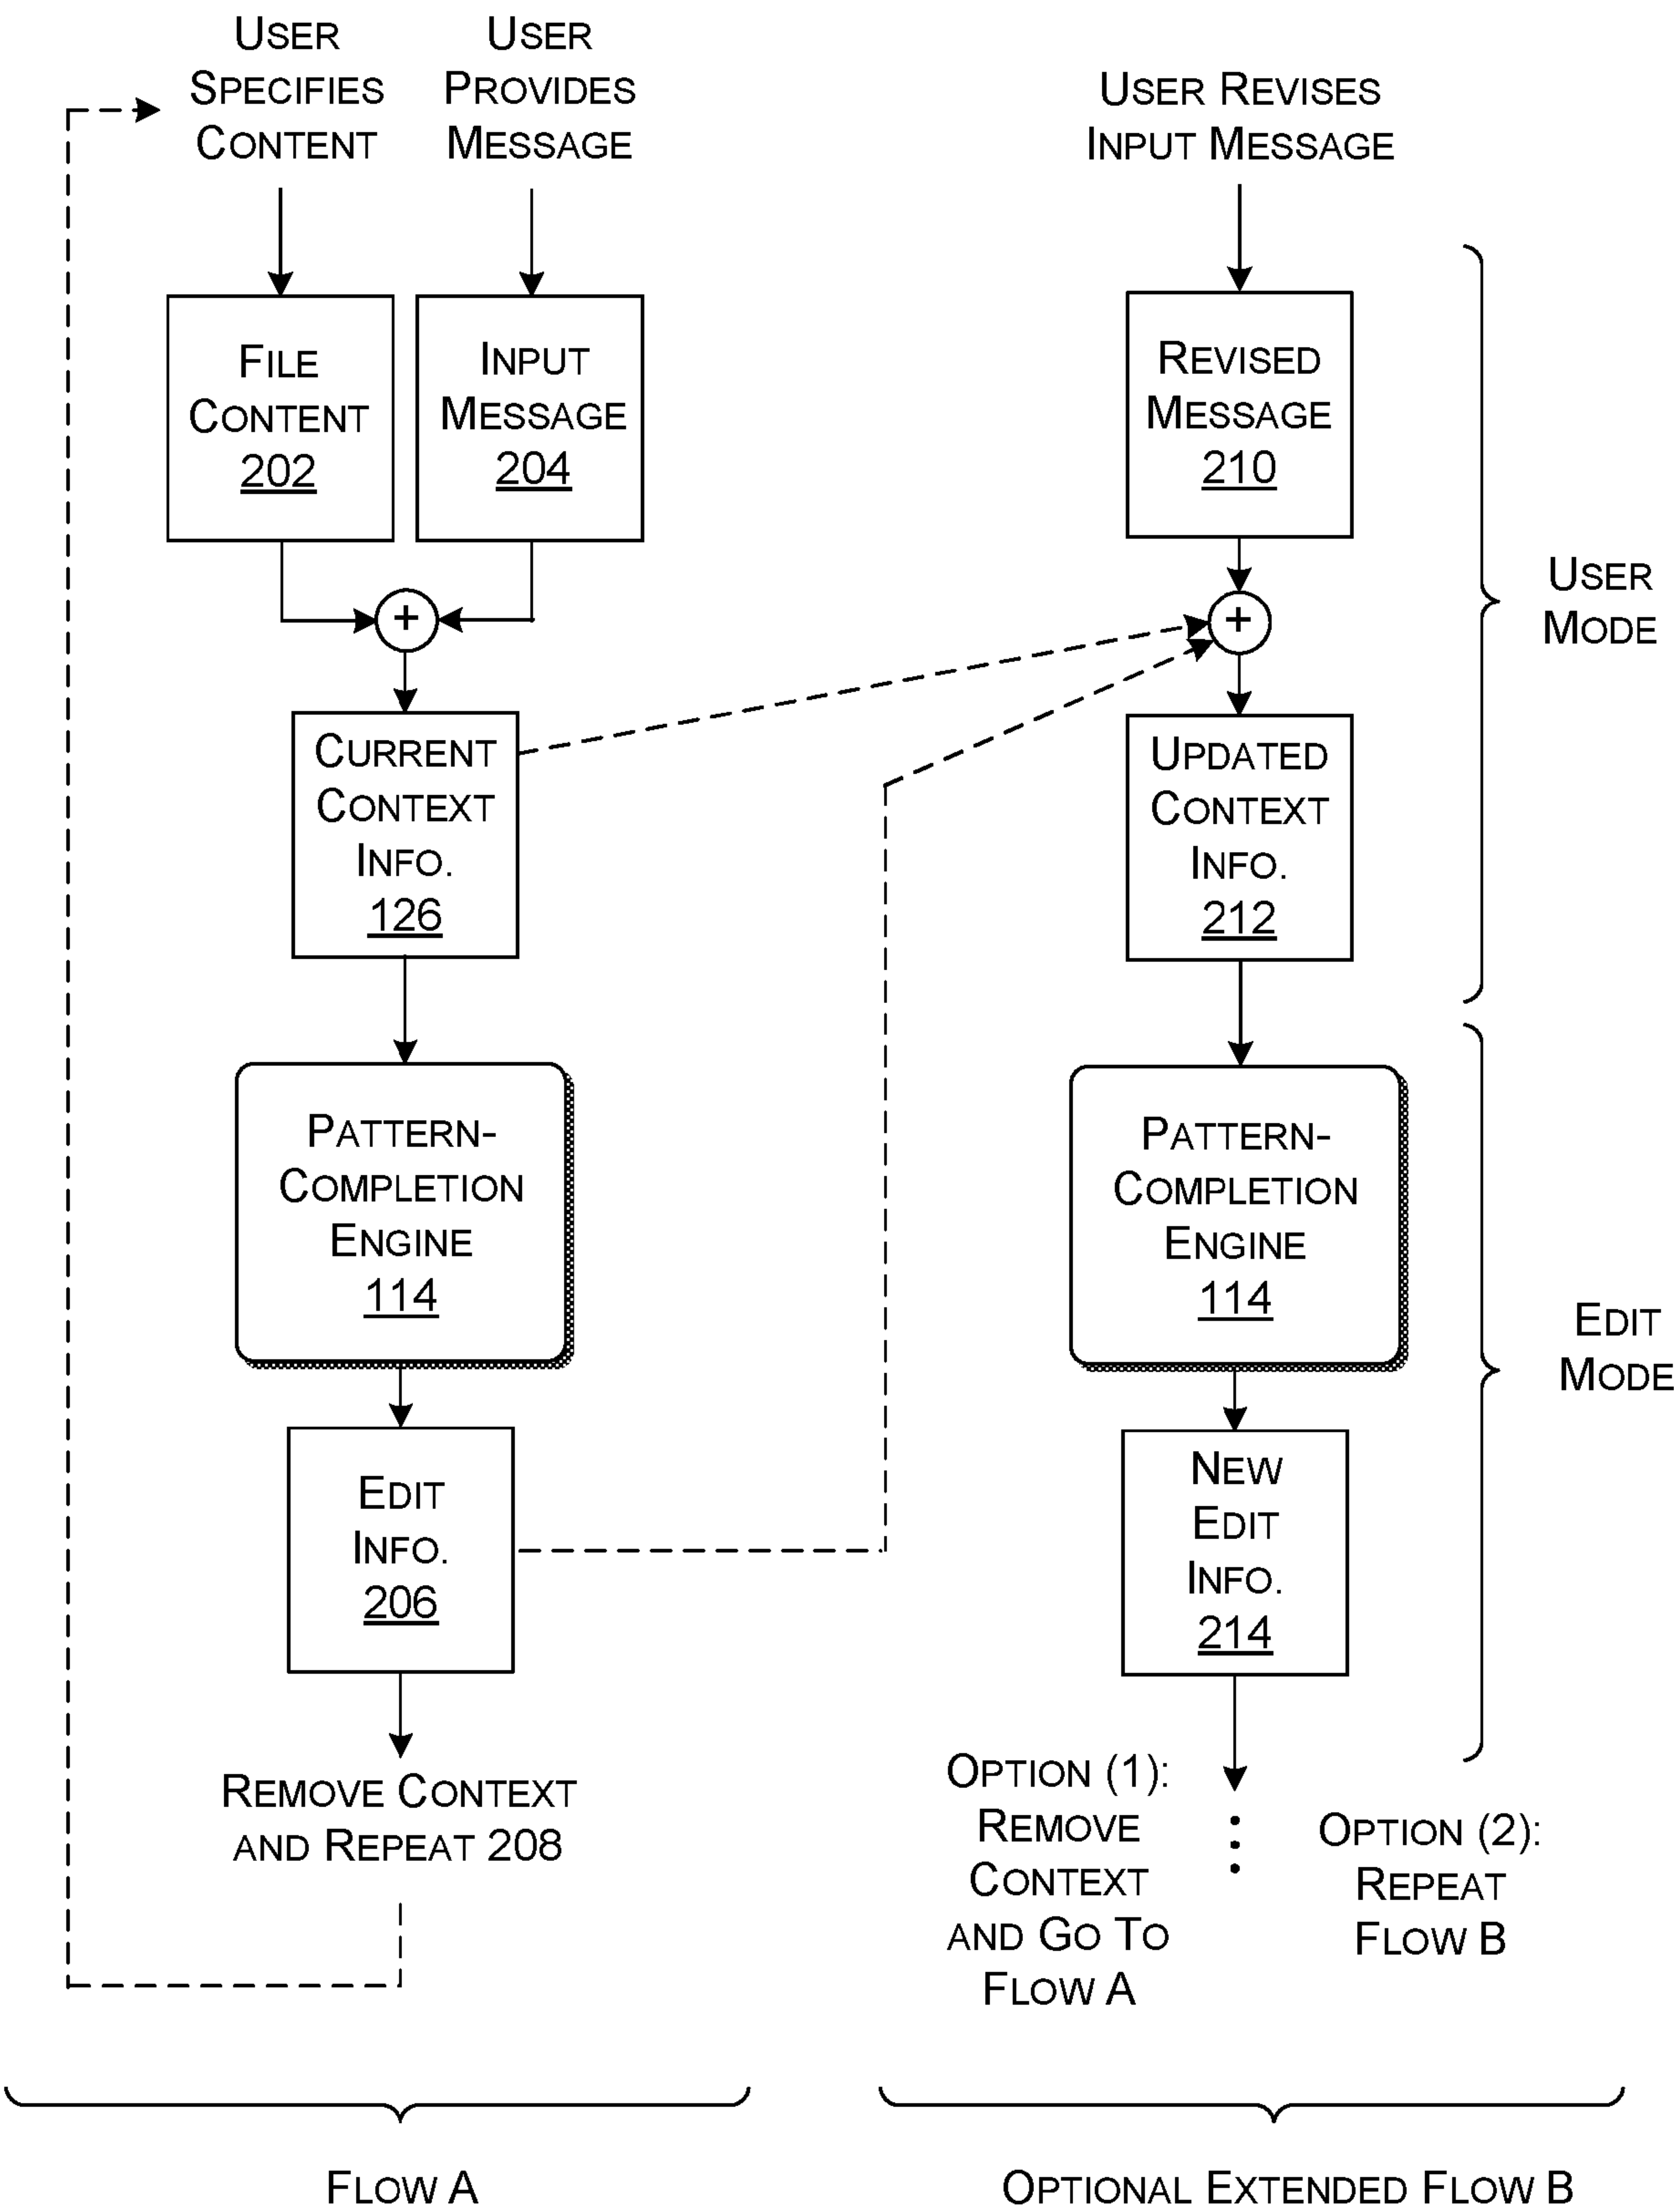 USER
SPECIFIES
CONTENT
USER
PROVIDES
MESSAGE
USER REVISES
INPUT MESSAGE
FILE
CONTENT
202
INPUT
MESSAGE
204
REVISED
MESSAGE
210
+
+
USER
MODE
CURRENT
CONTEXT
INFO.
126
UPDATED
CONTEXT
INFO.
212
PATTERN-
COMPLETION
ENGINE
114
PATTERN-
COMPLETION
ENGINE
114
EDIT
MODE
EDIT
INFO.
206
NEW
EDIT
INFO.
214
REMOVE CONTEXT
AND REPEAT 208
OPTION (1):
REMOVE
CONTEXT
AND GO TO
FLOW A
OPTION (2):
REPEAT
FLOW B
FLOW A
OPTIONAL EXTENDED FLOW B